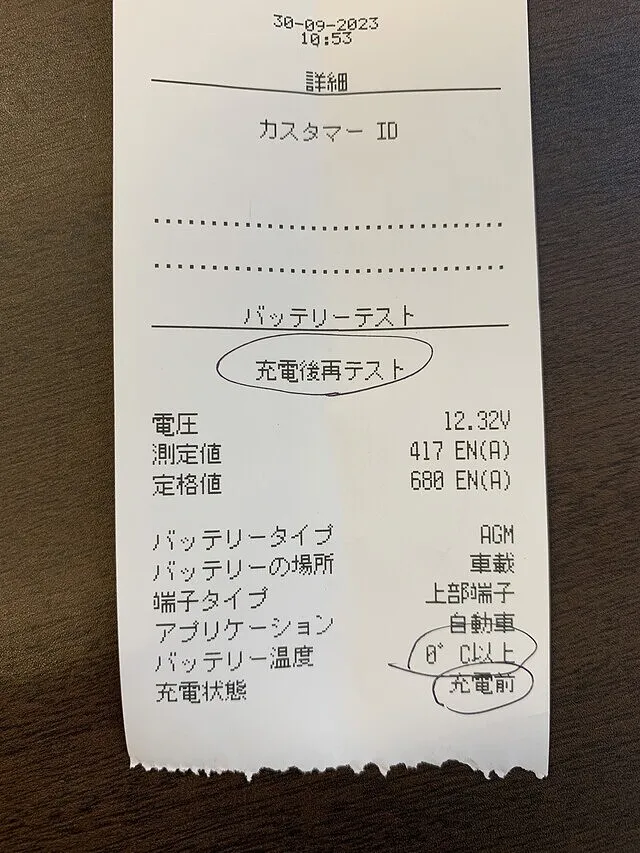 30-09-2023
10:53
詳細
カスタマー ID
バッテリーテスト
充電後再テスト
電圧 12.32V
測定値 417 EN(A)
定格値 680 EN(A)
バッテリータイプ AGM
バッテリーの場所 車載
端子タイプ 上部端子
アプリケーション 自動車
バッテリー温度 0° C以上
充電状態 充電前